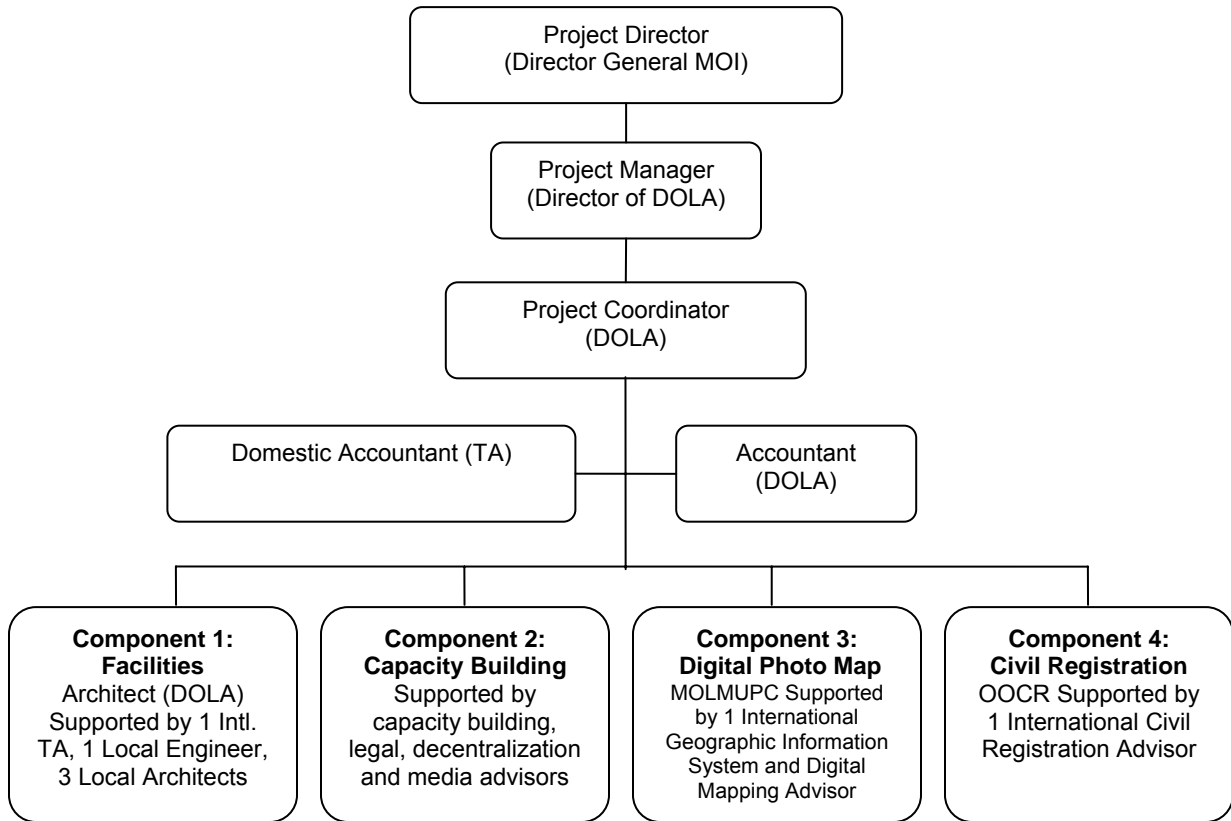 Project Director
(Director General MOI)
Project Manager
(Director of DOLA)
Project Coordinator
(DOLA)
Domestic Accountant (TA)
Accountant
(DOLA)
Component 1:
Facilities
Architect (DOLA)
Supported by 1 Intl.
TA, 1 Local Engineer,
3 Local Architects
Component 2:
Capacity Building
Supported by
capacity building,
legal, decentralization
and media advisors
Component 3:
Digital Photo Map
MOLMUPC Supported
by 1 International
Geographic Information
System and Digital
Mapping Advisor
Component 4:
Civil Registration
OOCR Supported by
1 International Civil
Registration Advisor